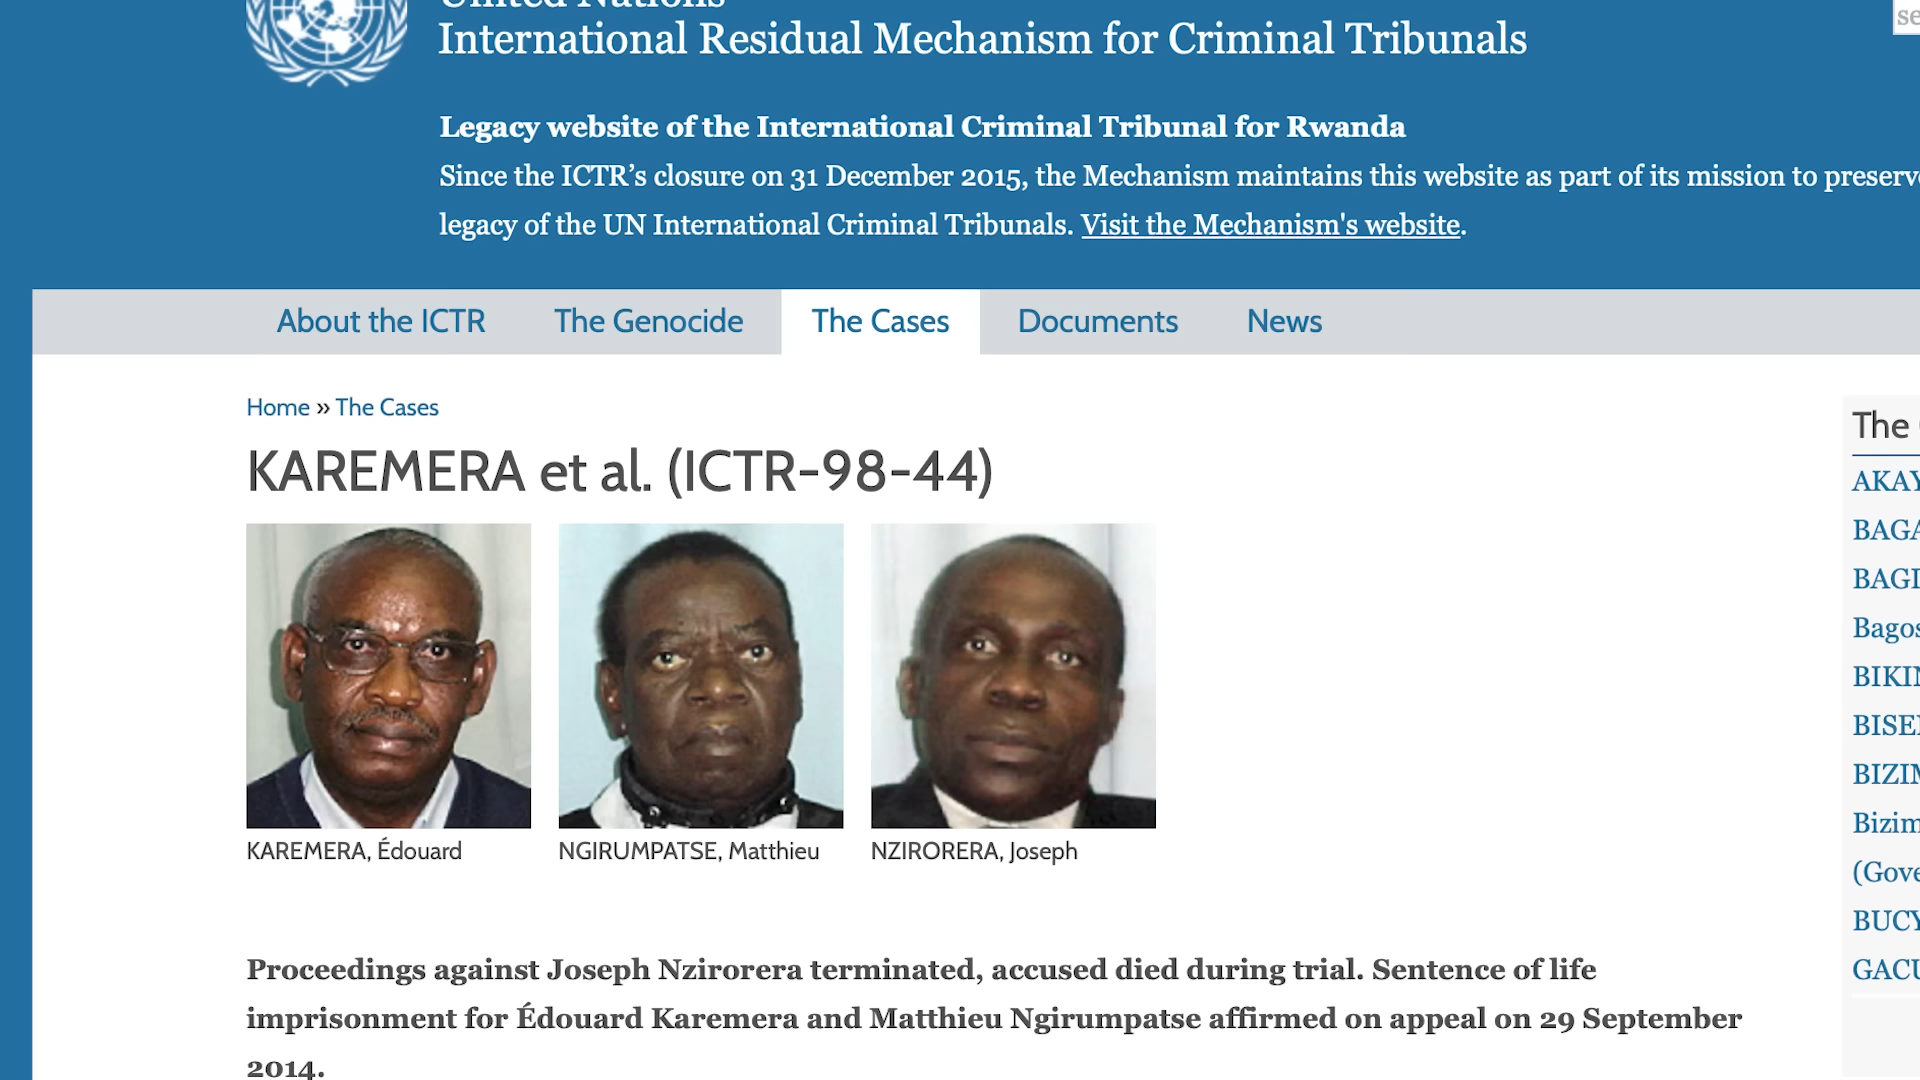 United Nations
International Residual Mechanism for Criminal Tribunals
Legacy website of the International Criminal Tribunal for Rwanda
Since the ICTR’s closure on 31 December 2015, the Mechanism maintains this website as part of its mission to preserve
legacy of the UN International Criminal Tribunals. Visit the Mechanism's website.
About the ICTR The Genocide The Cases Documents News
Home » The Cases
KAREMERA et al. (ICTR-98-44)
KAREMERA, Édouard NGIRUMPATSE, Matthieu NZIRORERA, Joseph
Proceedings against Joseph Nzirorera terminated, accused died during trial. Sentence of life
imprisonment for Édouard Karemera and Matthieu Ngirumpatse affirmed on appeal on 29 September
2014.
The